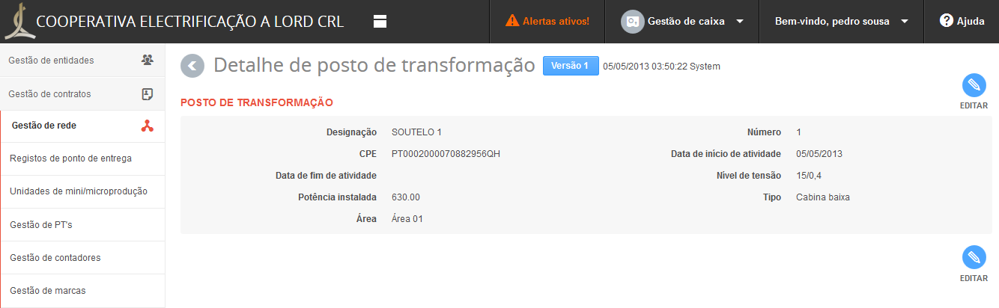 COOPERATIVA ELECTRIFICAÇÃO A LORD CRL
Alertas ativos!
Gestão de caixa
Bem-vindo, pedro sousa
Ajuda
Gestão de entidades
Gestão de contratos
Gestão de rede
Registos de ponto de entrega
Unidades de mini/microprodução
Gestão de PT's
Gestão de contadores
Gestão de marcas
Detalhe de posto de transformação Versão 1 05/05/2013 03:50:22 System
EDITAR
POSTO DE TRANSFORMAÇÃO
Designação SOUTELO 1 Número 1
CPE PT0002000070882956QH Data de início de atividade 05/05/2013
Data de fim de atividade Nível de tensão 15/0,4
Potência instalada 630.00 Tipo Cabina baixa
Área Área 01
EDITAR